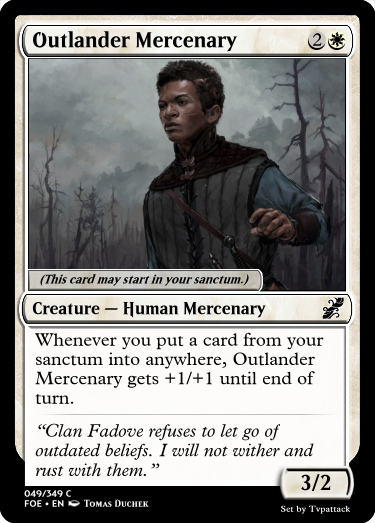 Outlander Mercenary 2
(This card may start in your sanctum.)
Creature — Human Mercenary
Whenever you put a card from your
sanctum into anywhere, Outlander
Mercenary gets +1/+1 until end of
turn.
“Clan Fadove refuses to let go of
outdated beliefs. I will not wither and
rust with them.”
3/2
049/349 C
FOE • EN Tomas Duchek
Set by Tvpattack